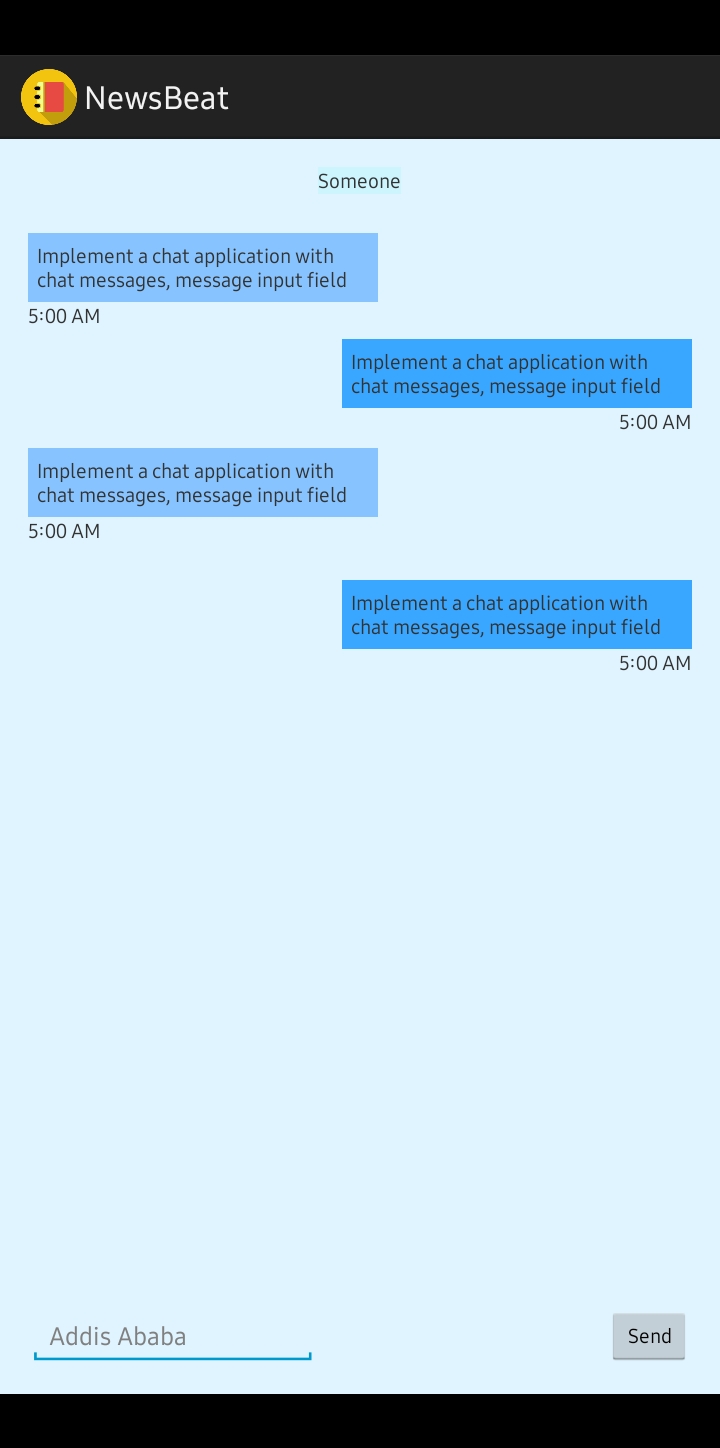 NewsBeat
Someone
Implement a chat application with
chat messages, message input field
5:00 AM
Implement a chat application with
chat messages, message input field
5:00 AM
Implement a chat application with
chat messages, message input field
5:00 AM
Implement a chat application with
chat messages, message input field
5:00 AM
Addis Ababa
Send